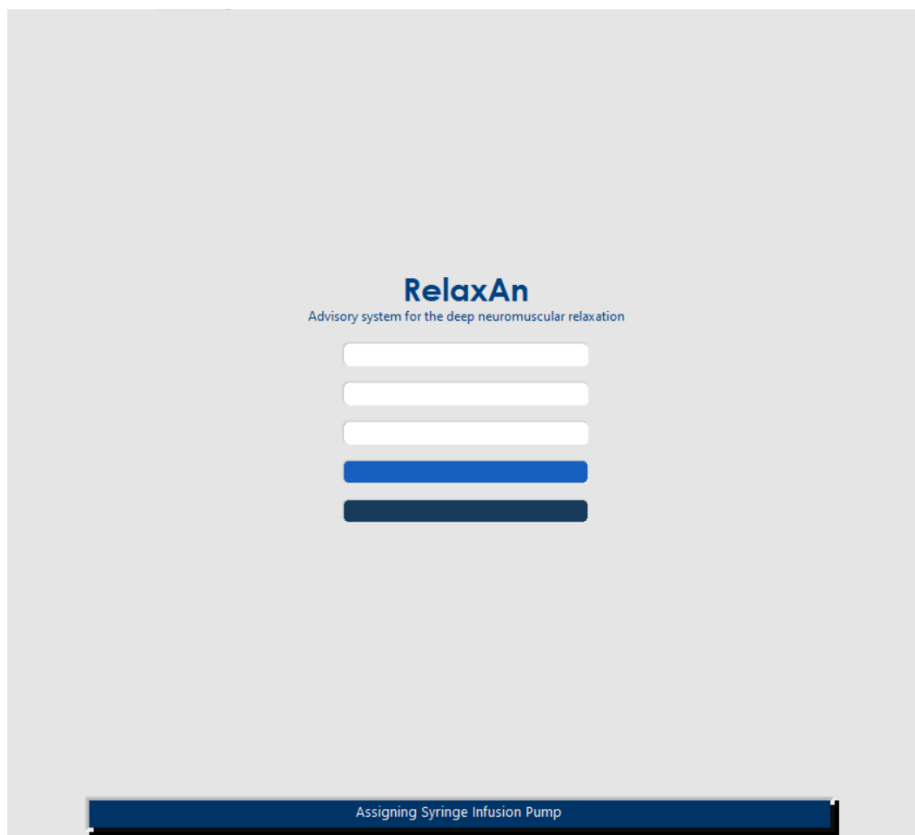 RelaxAn
Advisory system for the deep neuromuscular relaxation
Assigning Syringe Infusion Pump